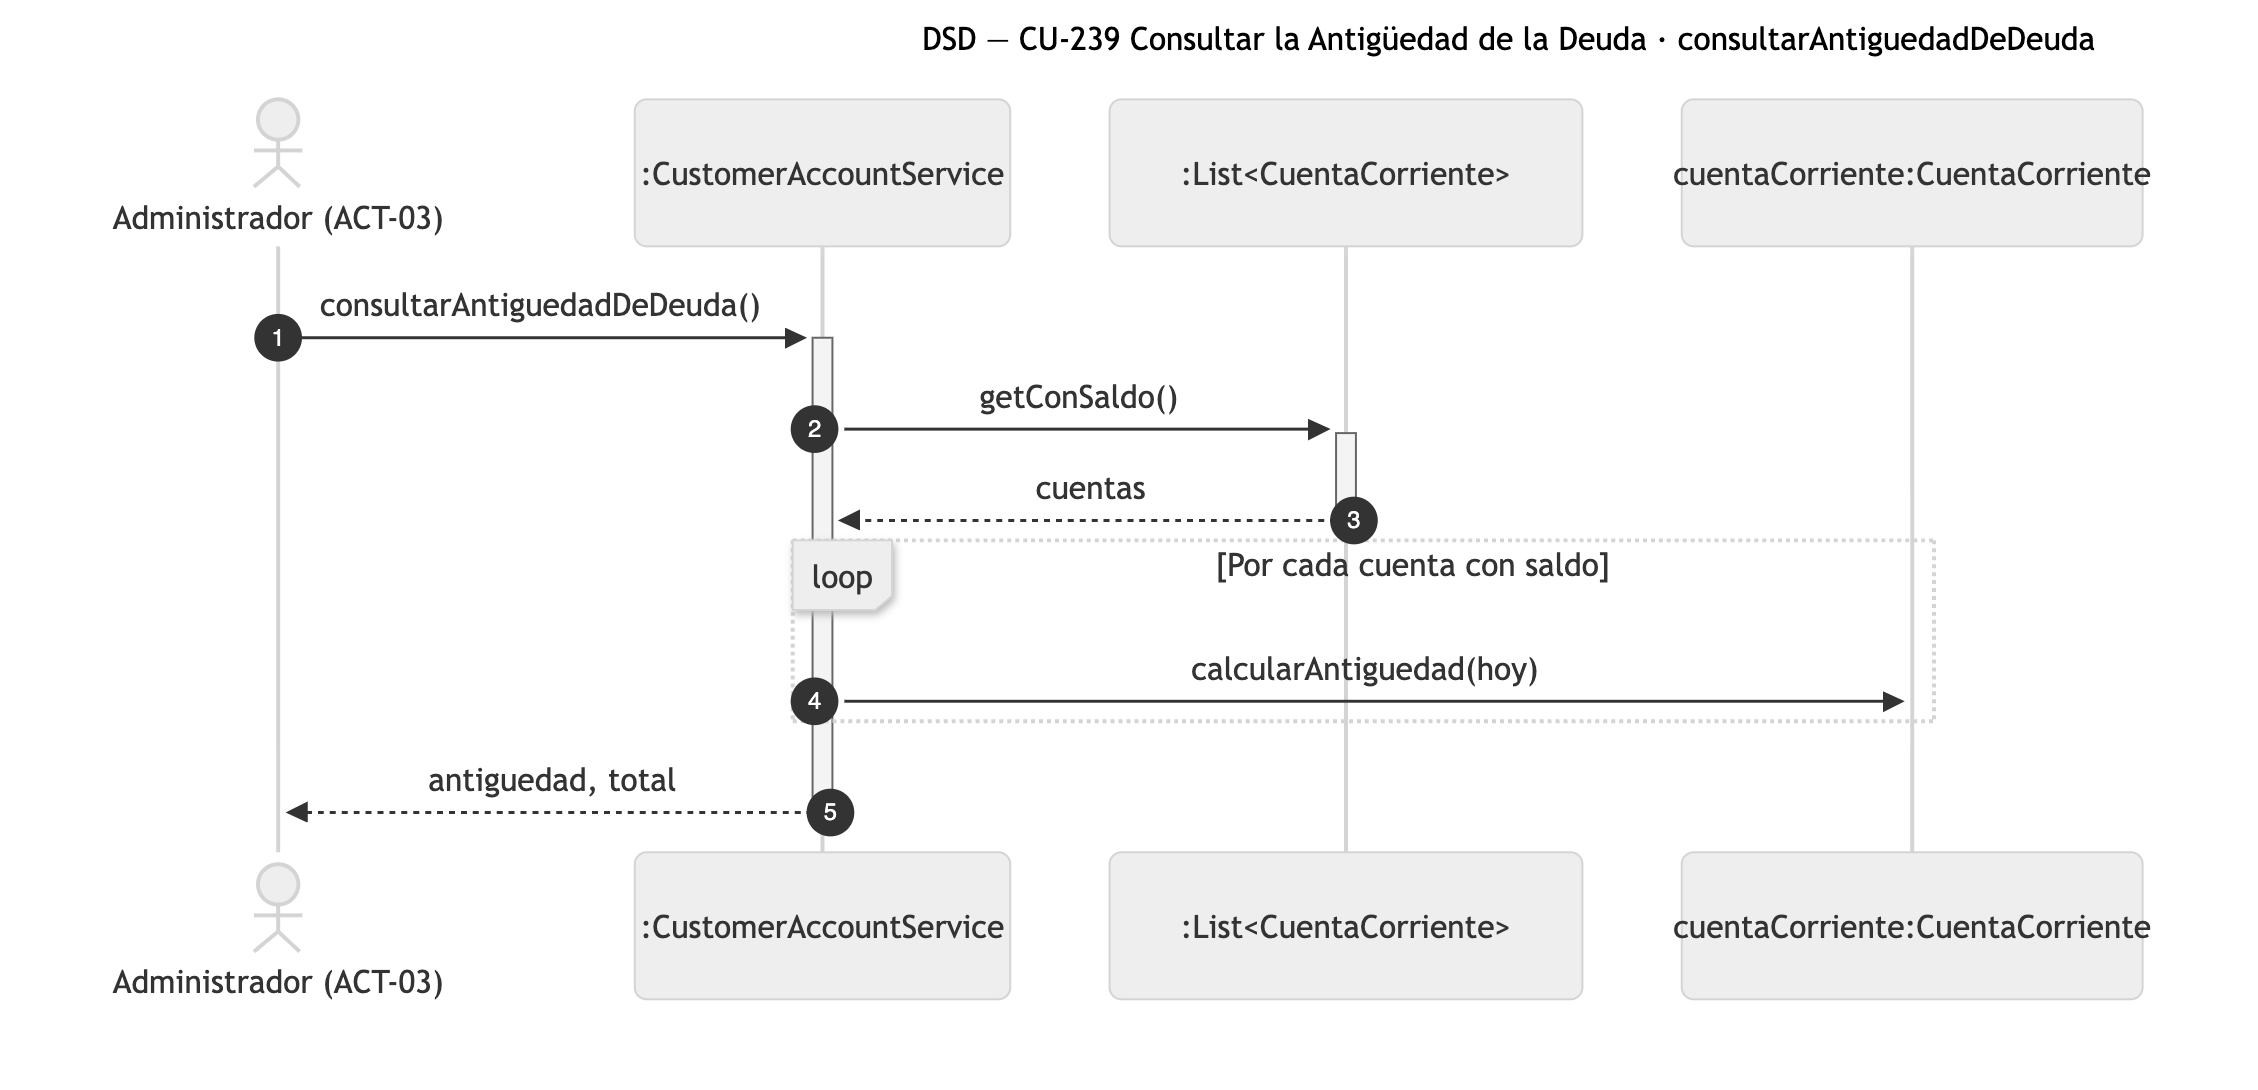 DSD — CU-239 Consultar la Antigüedad de la Deuda · consultarAntiguedadDeDeuda
Administrador (ACT-03)
:CustomerAccountService
:List<CuentaCorriente>
cuentaCorriente:CuentaCorriente
consultarAntiguedadDeDeuda()
1
getConSaldo()
2
cuentas
3
loop
[Por cada cuenta con saldo]
calcularAntiguedad(hoy)
4
antiguedad, total
5
Administrador (ACT-03)
:CustomerAccountService
:List<CuentaCorriente>
cuentaCorriente:CuentaCorriente